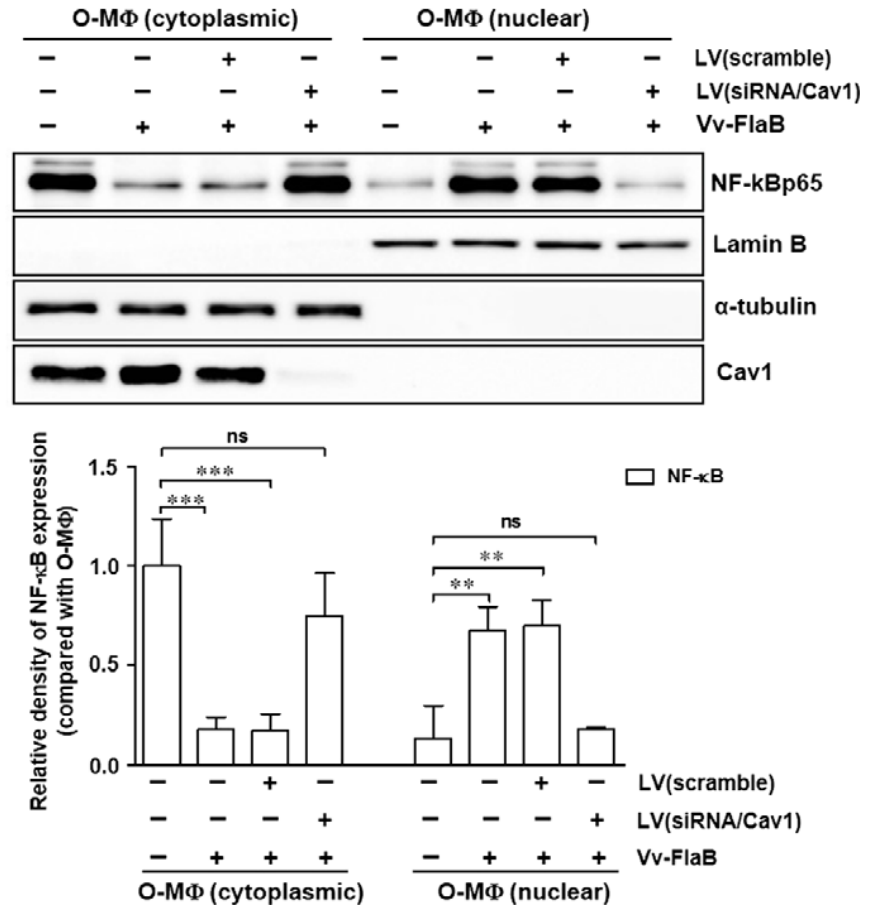 O-MΦ (cytoplasmic) O-MΦ (nuclear)
− − + − − − + − LV(scramble)
− − − + − − − + LV(siRNA/Cav1)
− + + + − + + + Vv-FlaB
NF-kBp65
Lamin B
α-tubulin
Cav1
Relative density of NF-κB expression
(compared with O-MΦ)
1.5
1.0
0.5
0.0
ns
***
***
ns
**
**
NF-κB
− − + − − − + − LV(scramble)
− − − + − − − + LV(siRNA/Cav1)
− + + + − + + + Vv-FlaB
O-MΦ (cytoplasmic) O-MΦ (nuclear)